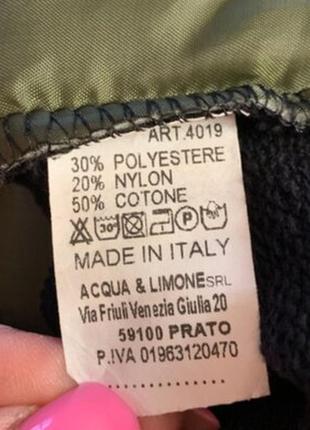 ART.4019
30% POLYESTERE
20% NYLON
50% COTONE
30° P
MADE IN ITALY
ACQUA & LIMONE SRL
Via Friuli Venezia Giulia 20
59100 PRATO
P.IVA 01963120470